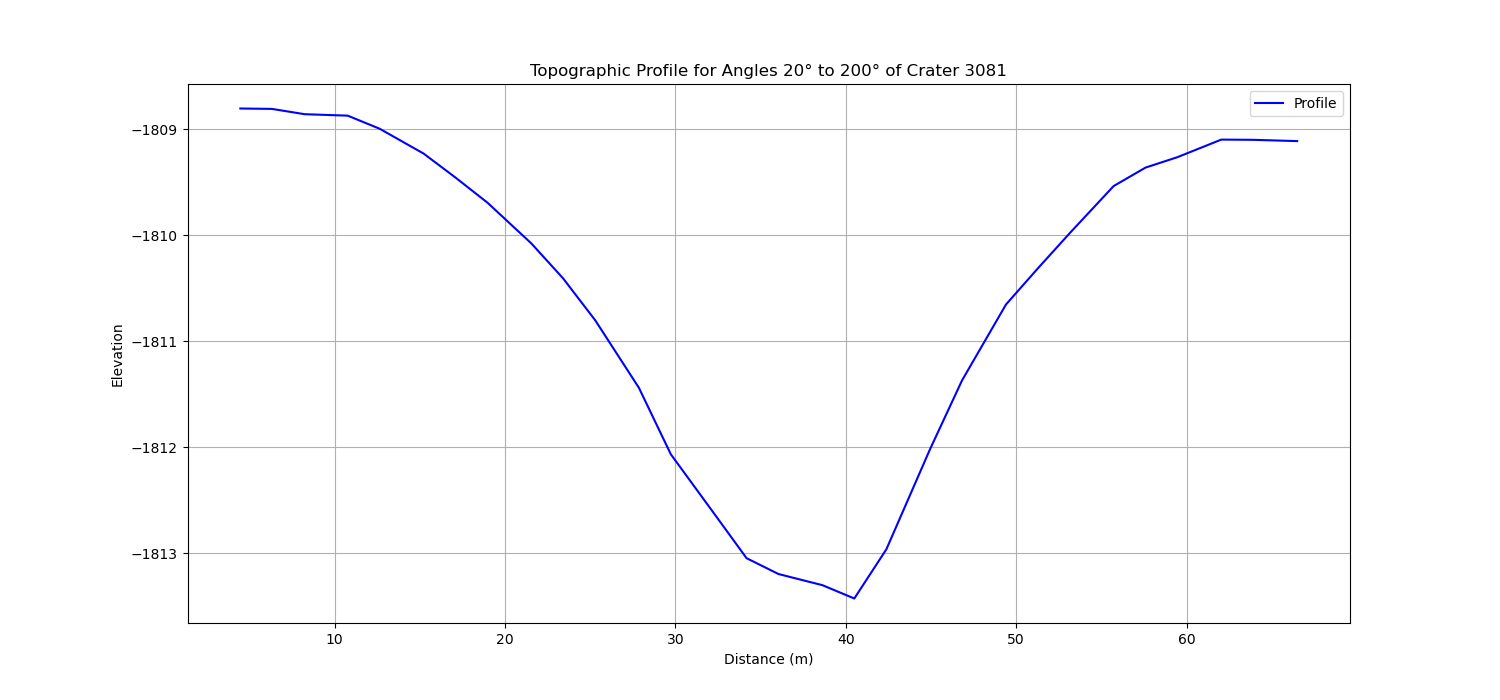 Topographic Profile for Angles 20° to 200° of Crater 3081
Profile
−1809
−1810
−1811
−1812
−1813
Elevation
10 20 30 40 50 60
Distance (m)